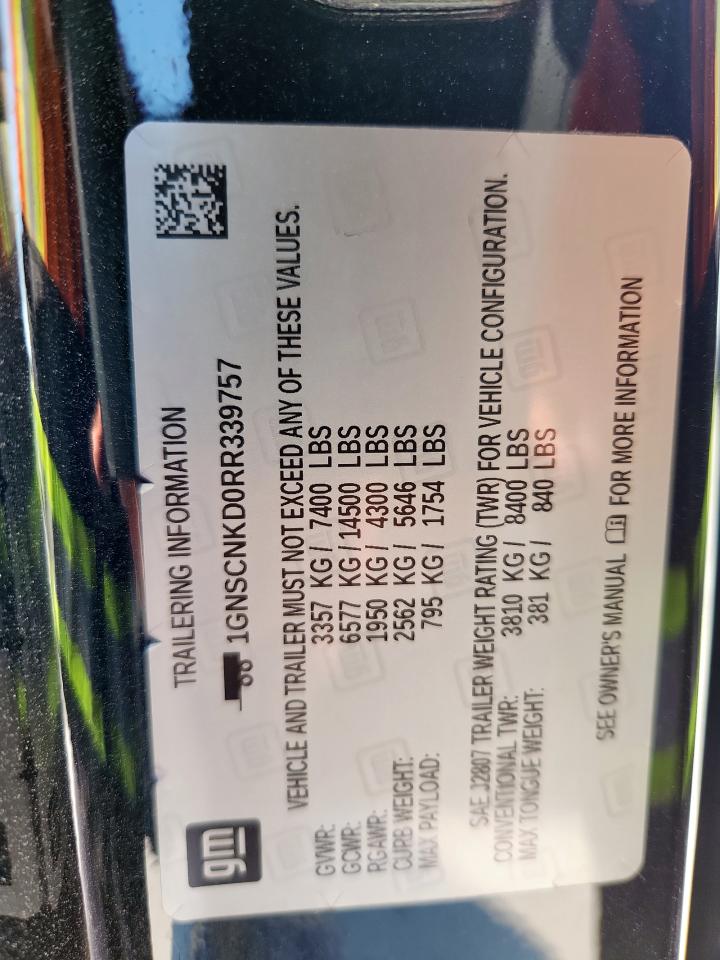 gm
TRAILERING INFORMATION
1GNSCNKD0RR339757
VEHICLE AND TRAILER MUST NOT EXCEED ANY OF THESE VALUES.
GVWR: 3357 KG / 7400 LBS
GCWR: 6577 KG / 14500 LBS
RGAWR: 1950 KG / 4300 LBS
CURB WEIGHT: 2562 KG / 5646 LBS
MAX PAYLOAD: 795 KG / 1754 LBS
SAE J2807 TRAILER WEIGHT RATING (TWR) FOR VEHICLE CONFIGURATION.
CONVENTIONAL TWR: 3810 KG / 8400 LBS
MAX TONGUE WEIGHT: 381 KG / 840 LBS
SEE OWNER'S MANUAL FOR MORE INFORMATION